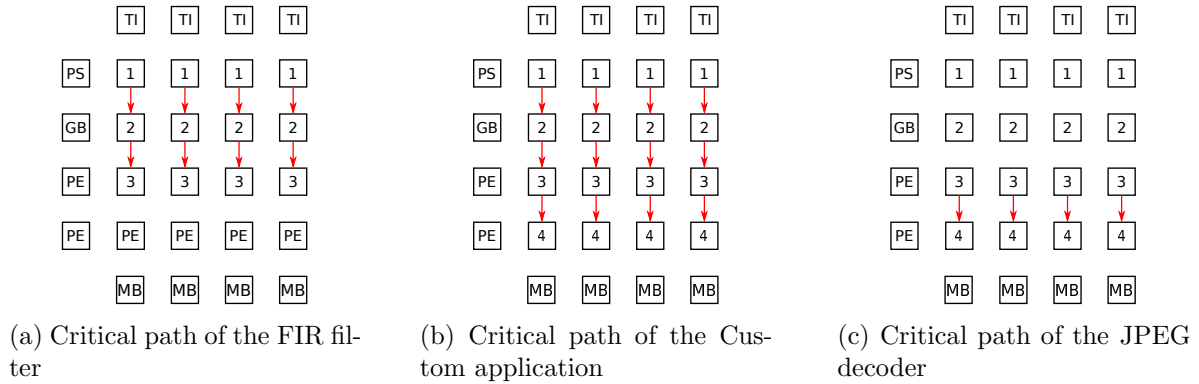 TI TI TI TI
PS 1 1 1 1
GB 2 2 2 2
PE 3 3 3 3
PE PE PE PE PE
MB MB MB MB
(a) Critical path of the FIR fil-
ter
TI TI TI TI
PS 1 1 1 1
GB 2 2 2 2
PE 3 3 3 3
PE 4 4 4 4
MB MB MB MB
(b) Critical path of the Cus-
tom application
TI TI TI TI
PS 1 1 1 1
GB 2 2 2 2
PE 3 3 3 3
PE 4 4 4 4
MB MB MB MB
(c) Critical path of the JPEG
decoder